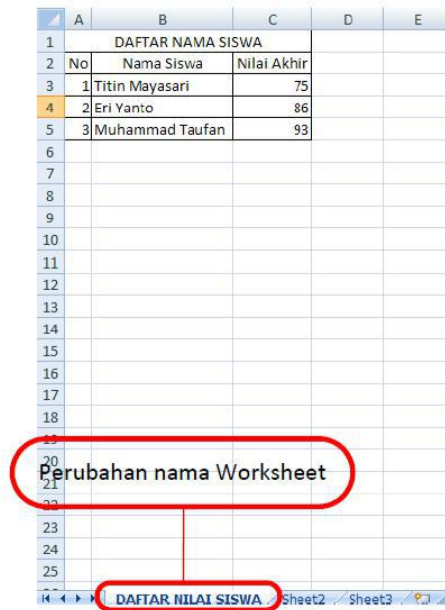 A B C D E
1 DAFTAR NAMA SISWA
2 No Nama Siswa Nilai Akhir
3 1 Titin Mayasari 75
4 2 Eri Yanto 86
5 3 Muhammad Taufan 93
6
7
8
9
10
11
12
13
14
15
16
17
18
19
20
Perubahan nama Worksheet
21
22
23
24
25
DAFTAR NILAI SISWA Sheet2 Sheet3